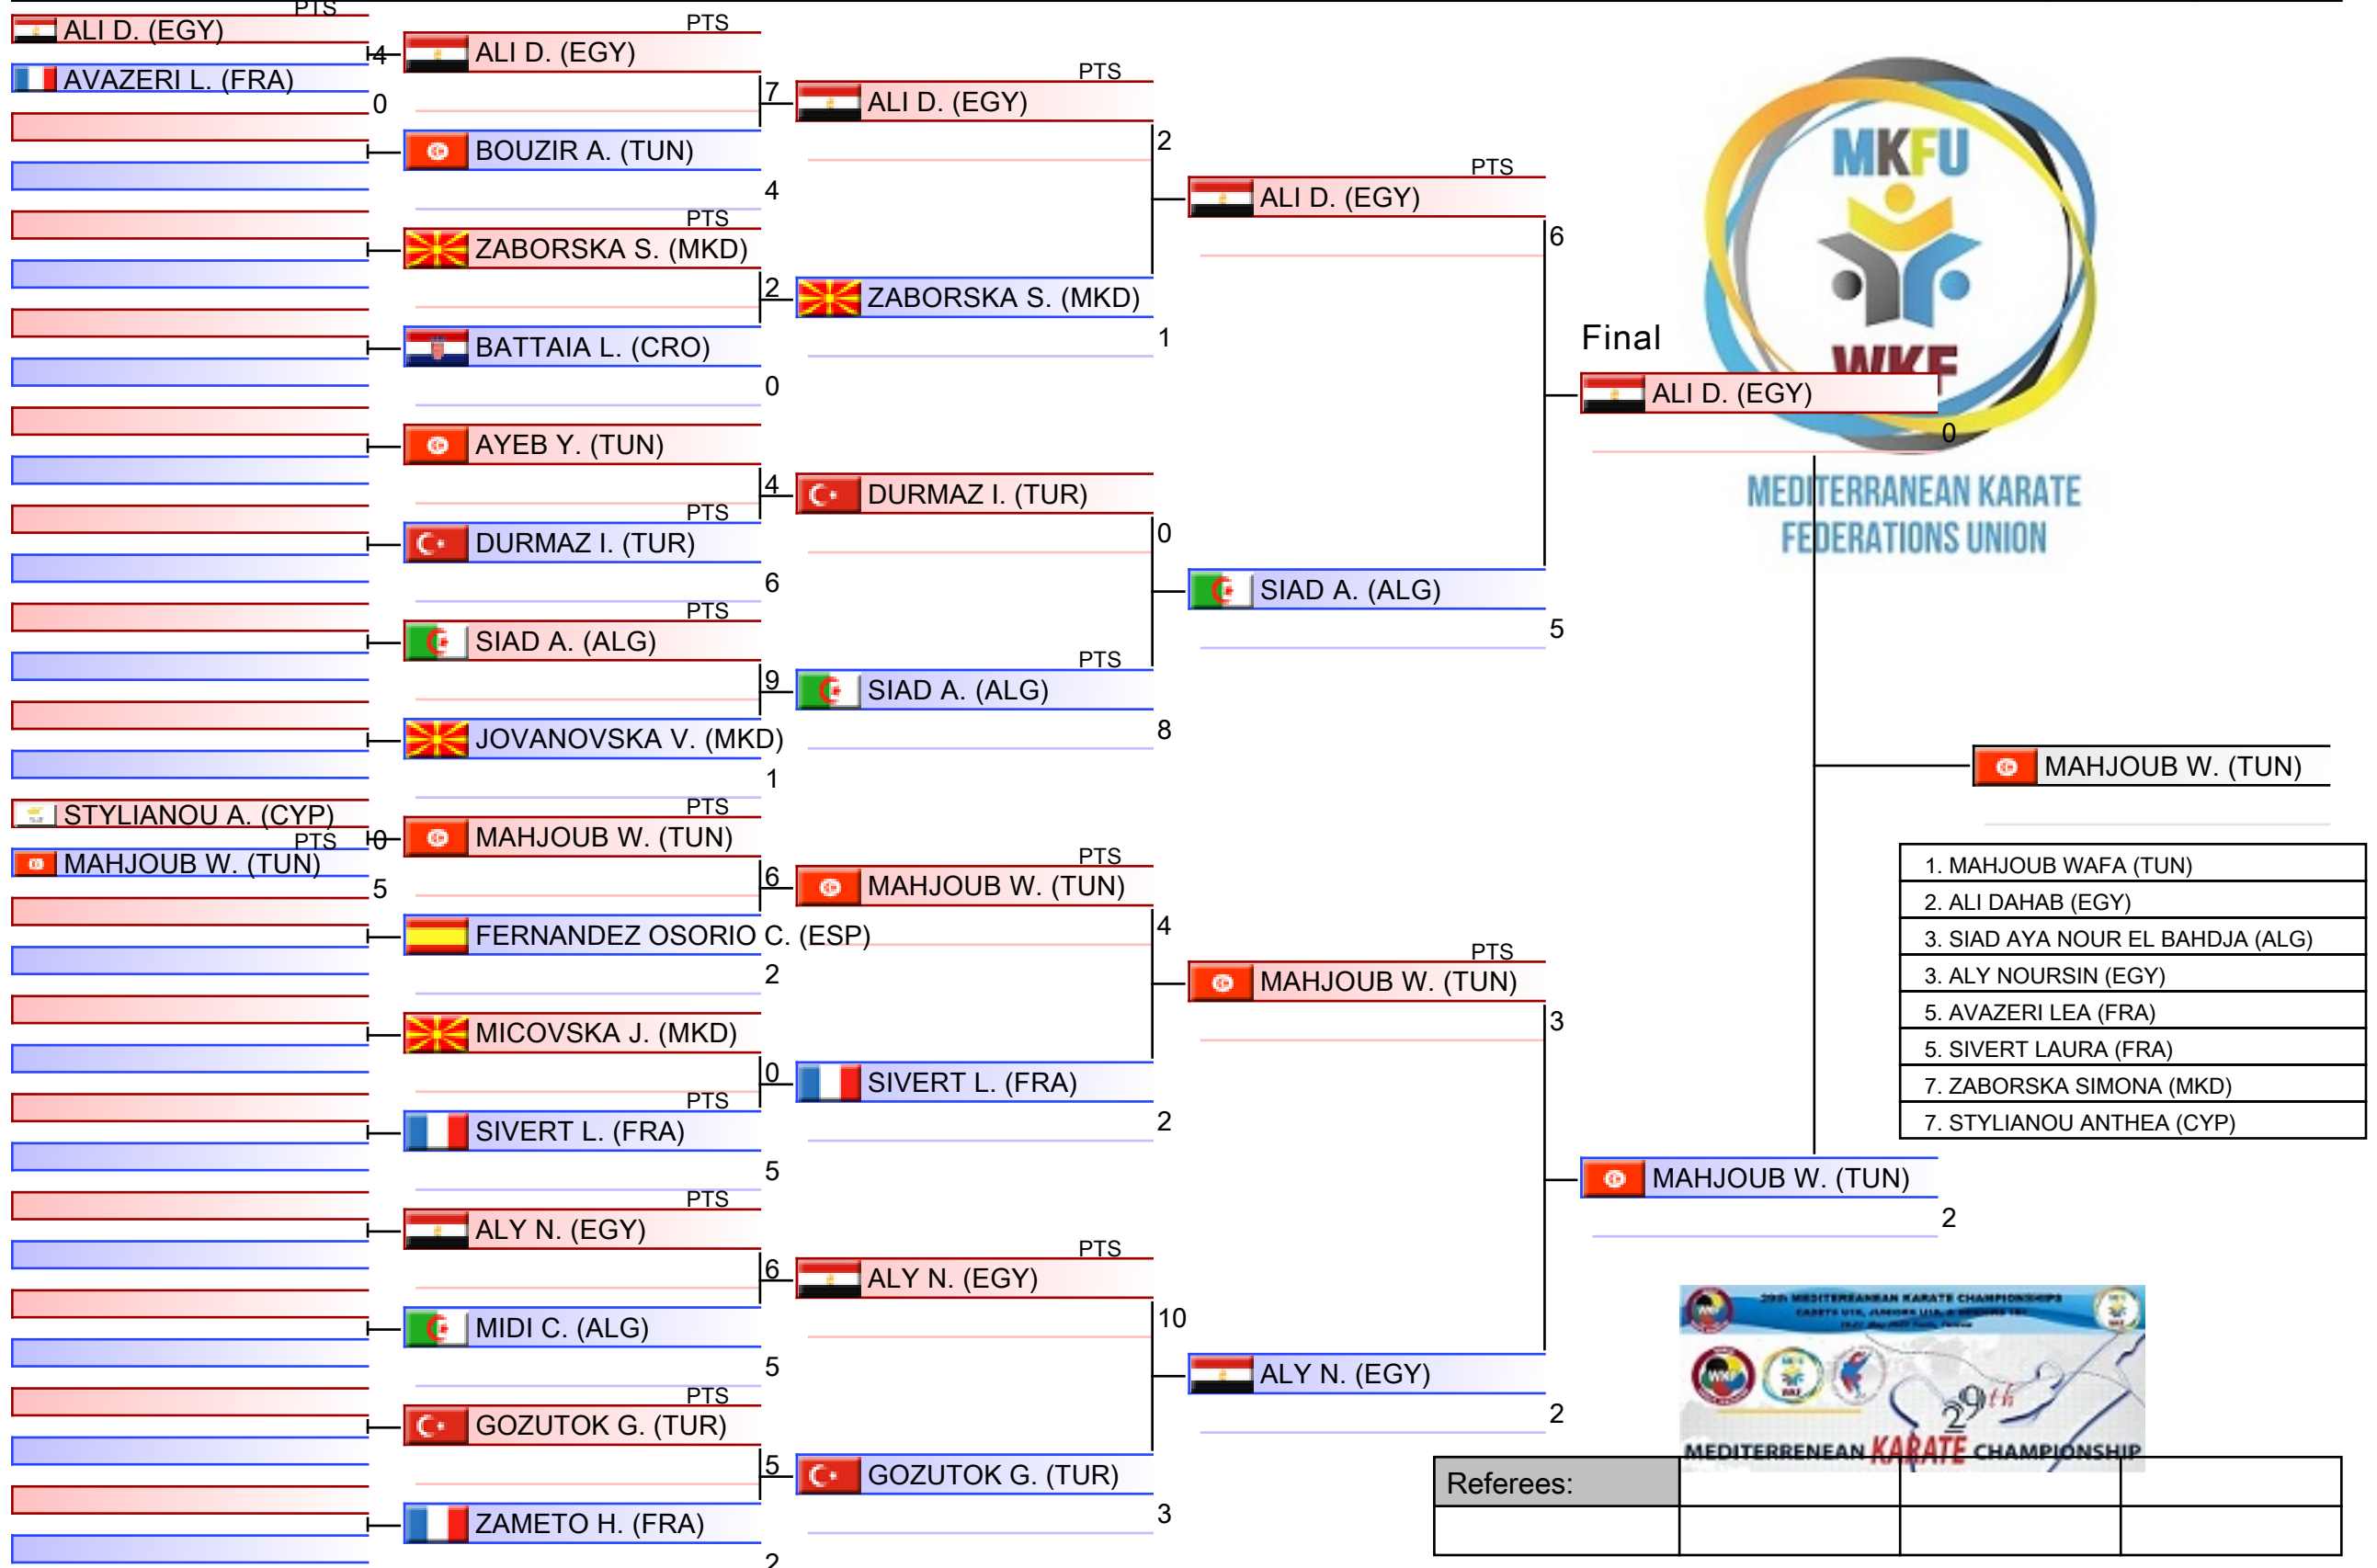 PTS
ALI D. (EGY)
4
AVAZERI L. (FRA)
0
STYLIANOU A. (CYP)
0
PTS
MAHJOUB W. (TUN)
5
PTS
ALI D. (EGY)
7
BOUZIR A. (TUN)
4
PTS
ZABORSKA S. (MKD)
2
BATTAIA L. (CRO)
0
AYEB Y. (TUN)
4
PTS
DURMAZ I. (TUR)
6
PTS
SIAD A. (ALG)
9
JOVANOVSKA V. (MKD)
1
PTS
MAHJOUB W. (TUN)
6
FERNANDEZ OSORIO C. (ESP)
2
MICOVSKA J. (MKD)
0
PTS
SIVERT L. (FRA)
5
PTS
ALY N. (EGY)
6
MIDI C. (ALG)
5
PTS
GOZUTOK G. (TUR)
5
ZAMETO H. (FRA)
2
PTS
ALI D. (EGY)
2
ZABORSKA S. (MKD)
1
DURMAZ I. (TUR)
0
PTS
SIAD A. (ALG)
8
PTS
MAHJOUB W. (TUN)
4
SIVERT L. (FRA)
2
PTS
ALY N. (EGY)
10
GOZUTOK G. (TUR)
3
PTS
ALI D. (EGY)
6
SIAD A. (ALG)
5
PTS
MAHJOUB W. (TUN)
3
ALY N. (EGY)
2
MKFU
WKF
Final
ALI D. (EGY)
0
MEDITERRANEAN KARATE
FEDERATIONS UNION
MAHJOUB W. (TUN)
2
MAHJOUB W. (TUN)
1. MAHJOUB WAFA (TUN)
2. ALI DAHAB (EGY)
3. SIAD AYA NOUR EL BAHDJA (ALG)
3. ALY NOURSIN (EGY)
5. AVAZERI LEA (FRA)
5. SIVERT LAURA (FRA)
7. ZABORSKA SIMONA (MKD)
7. STYLIANOU ANTHEA (CYP)
29th MEDITERRANEAN KARATE CHAMPIONSHIPS
29th
MEDITERRENEAN KARATE CHAMPIONSHIP
Referees: